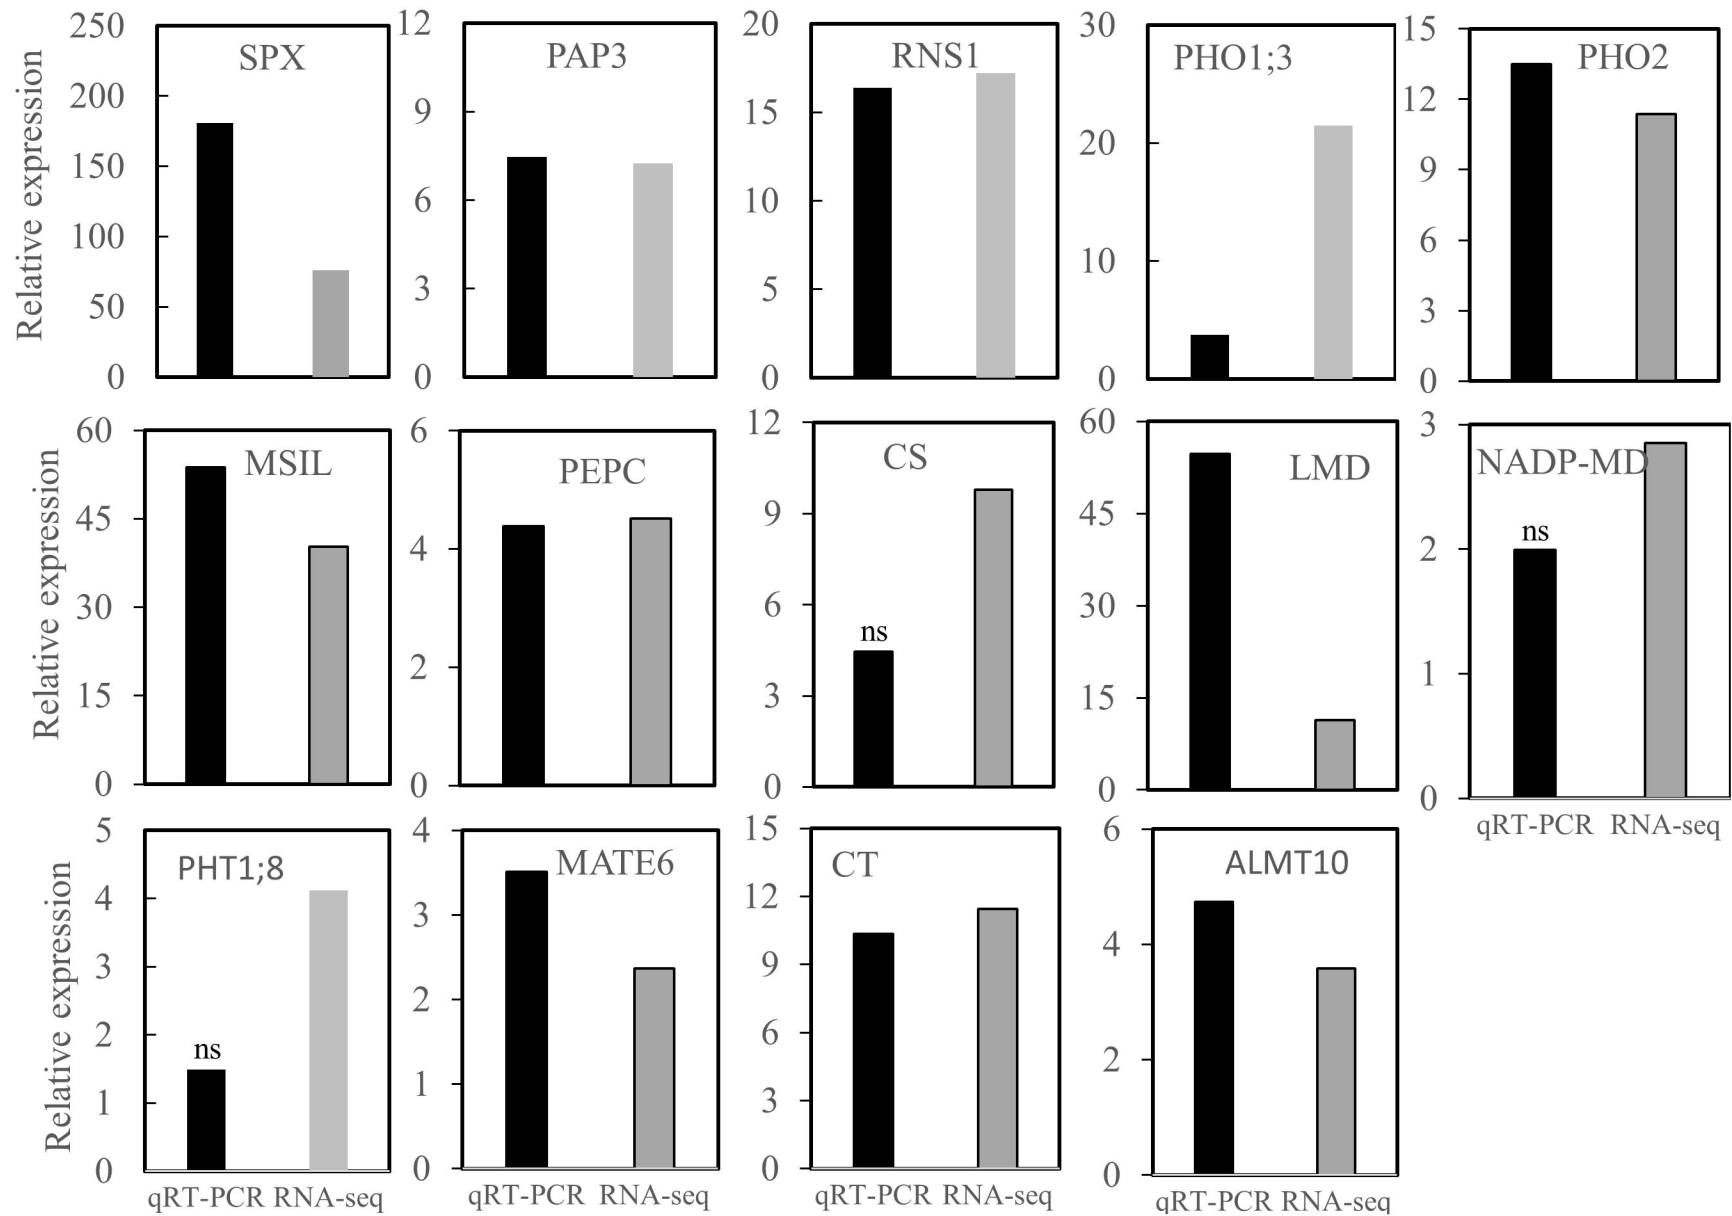 Relative expression
250
200
150
100
50
0
SPX
12
9
6
3
0
PAP3
20
15
10
5
0
RNS1
30
20
10
0
PHO1;3
15
12
9
6
3
0
PHO2
Relative expression
60
45
30
15
0
MSIL
6
4
2
0
PEPC
12
9
6
3
0
CS
ns
60
45
30
15
0
LMD
3
2
1
0
NADP-MD
ns
qRT-PCR RNA-seq
Relative expression
5
4
3
2
1
0
PHT1;8
ns
qRT-PCR RNA-seq
4
3
2
1
0
MATE6
qRT-PCR RNA-seq
15
12
9
6
3
0
CT
qRT-PCR RNA-seq
6
4
2
0
ALMT10
qRT-PCR RNA-seq